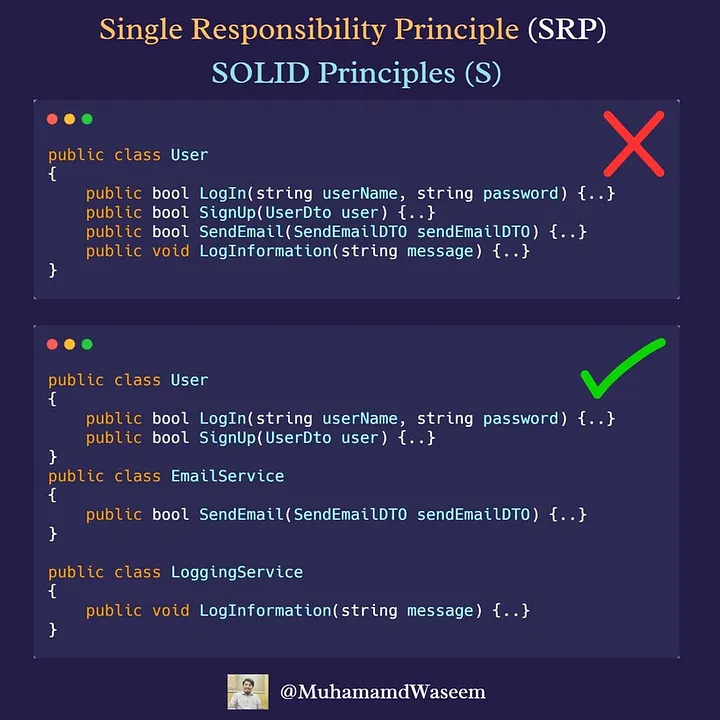 Single Responsibility Principle (SRP)
SOLID Principles (S)
public class User
{
    public bool LogIn(string userName, string password) {..}
    public bool SignUp(UserDto user) {..}
    public bool SendEmail(SendEmailDTO sendEmailDTO) {..}
    public void LogInformation(string message) {..}
}
public class User
{
    public bool LogIn(string userName, string password) {..}
    public bool SignUp(UserDto user) {..}
}
public class EmailService
{
    public bool SendEmail(SendEmailDTO sendEmailDTO) {..}
}
public class LoggingService
{
    public void LogInformation(string message) {..}
}
@MuhamamdWaseem